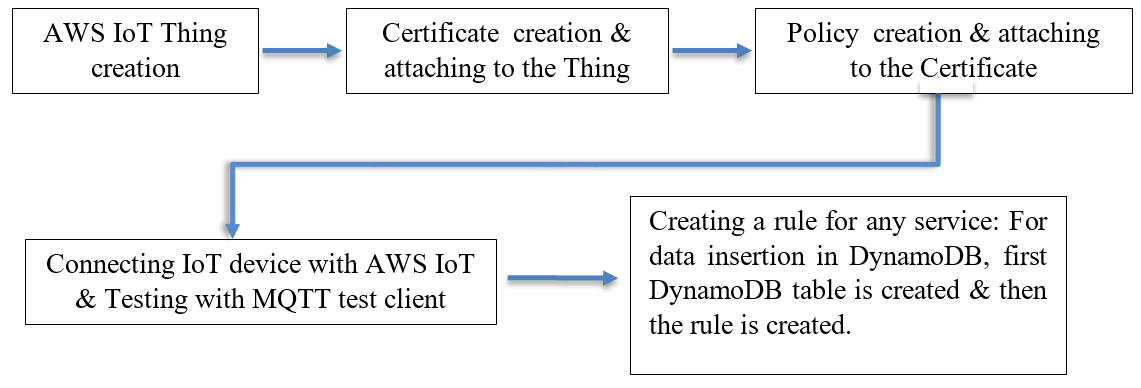 AWS IoT Thing
creation
Certificate creation &
attaching to the Thing
Policy creation & attaching
to the Certificate
Connecting IoT device with AWS IoT
& Testing with MQTT test client
Creating a rule for any service: For
data insertion in DynamoDB, first
DynamoDB table is created & then
the rule is created.